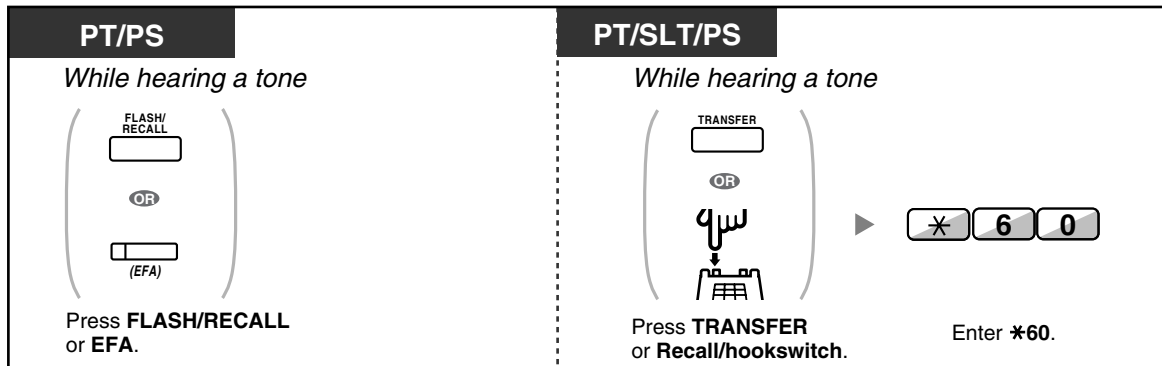 PT/PS
While hearing a tone
FLASH/
RECALL
OR
(EFA)
Press FLASH/RECALL
or EFA.
PT/SLT/PS
While hearing a tone
TRANSFER
OR
Press TRANSFER
or Recall/hookswitch.
* 6 0
Enter *60.